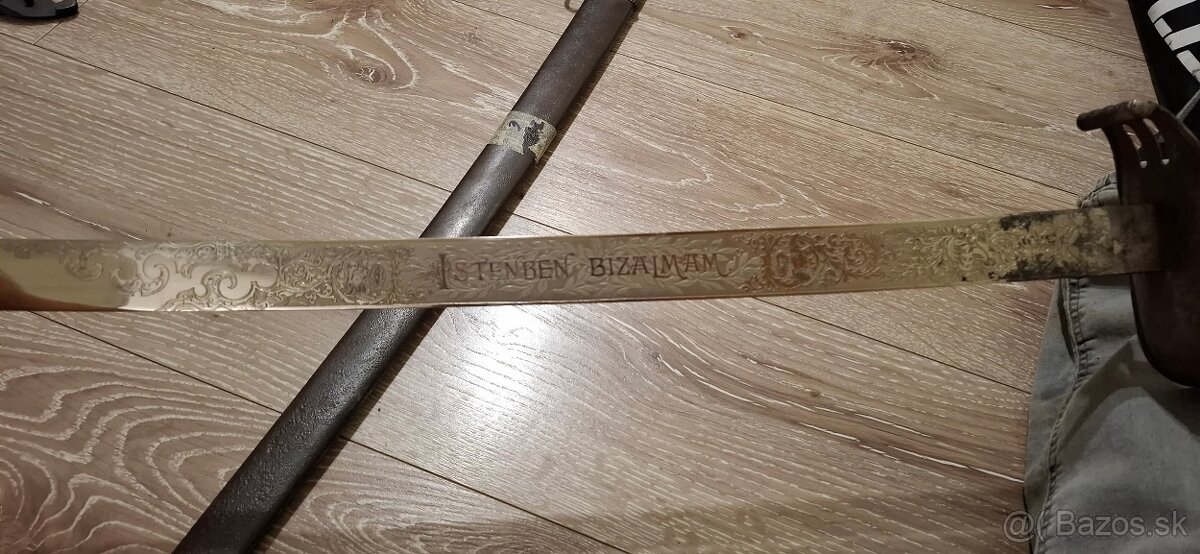 ISTENBEN BIZALMAM
@( Bazos.sk